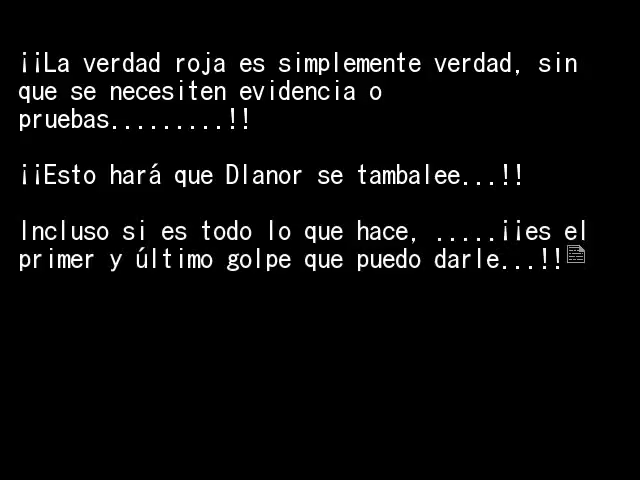 ¡¡La verdad roja es simplemente verdad, sin
que se necesiten evidencia o
pruebas.........!!
¡¡Esto hará que Dlanor se tambalee...!!
Incluso si es todo lo que hace, .....¡¡es el
primer y último golpe que puedo darle...!!